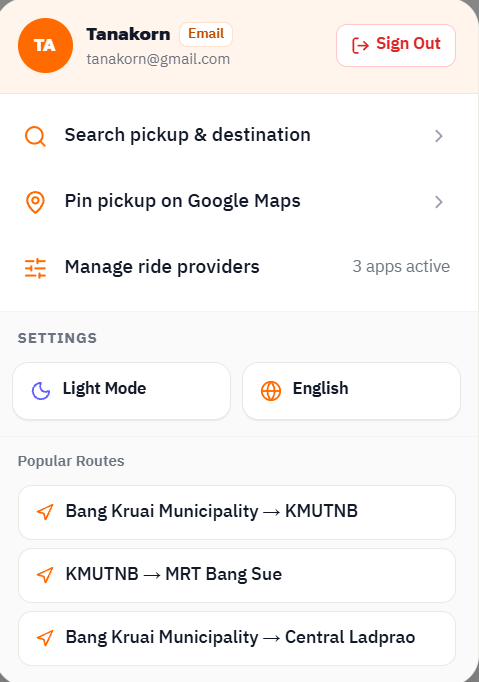 TA
Tanakorn
Email
tanakorn@gmail.com
Sign Out
Search pickup & destination
Pin pickup on Google Maps
Manage ride providers
3 apps active
SETTINGS
Light Mode
English
Popular Routes
Bang Kruai Municipality → KMUTNB
KMUTNB → MRT Bang Sue
Bang Kruai Municipality → Central Ladprao